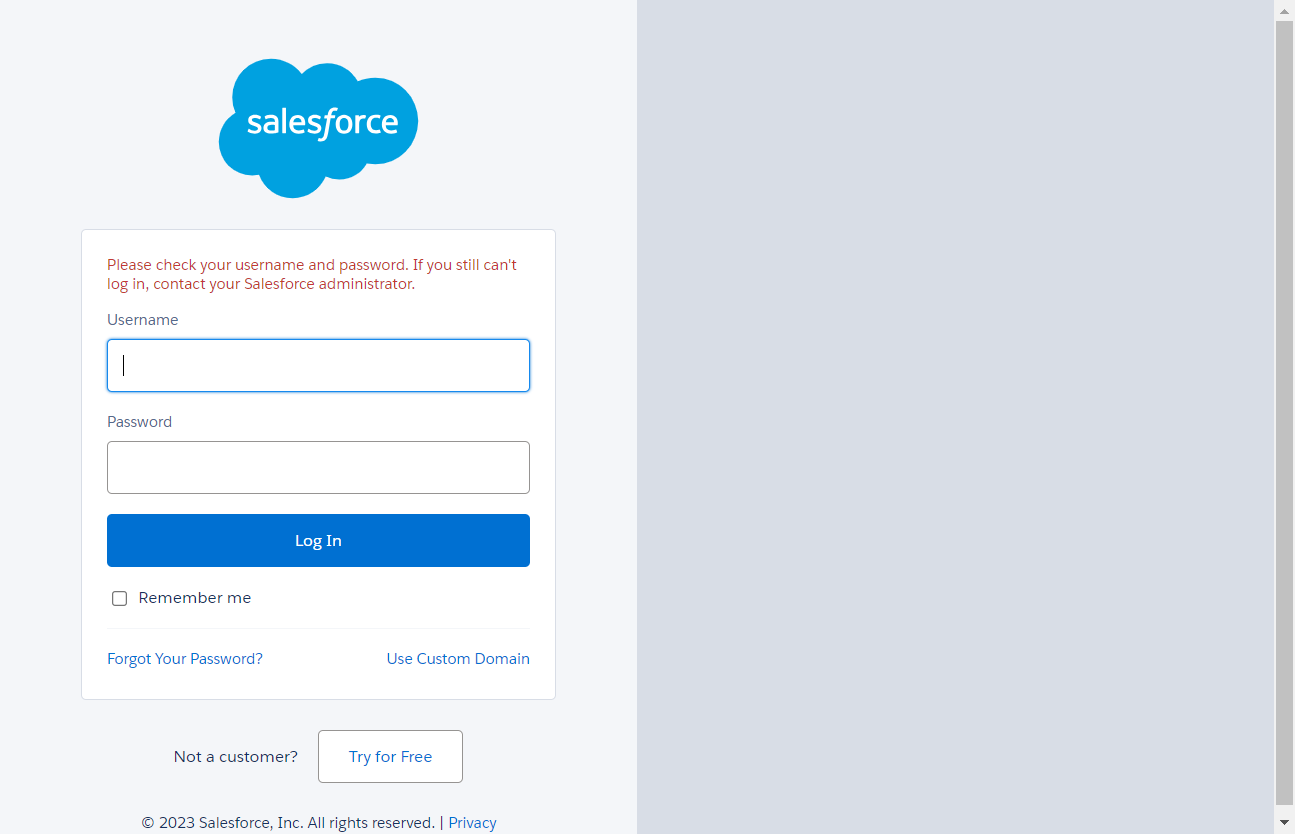 salesforce
Please check your username and password. If you still can't
log in, contact your Salesforce administrator.
Username
Password
Log In
Remember me
Forgot Your Password?
Use Custom Domain
Not a customer?
Try for Free
© 2023 Salesforce, Inc. All rights reserved. | Privacy